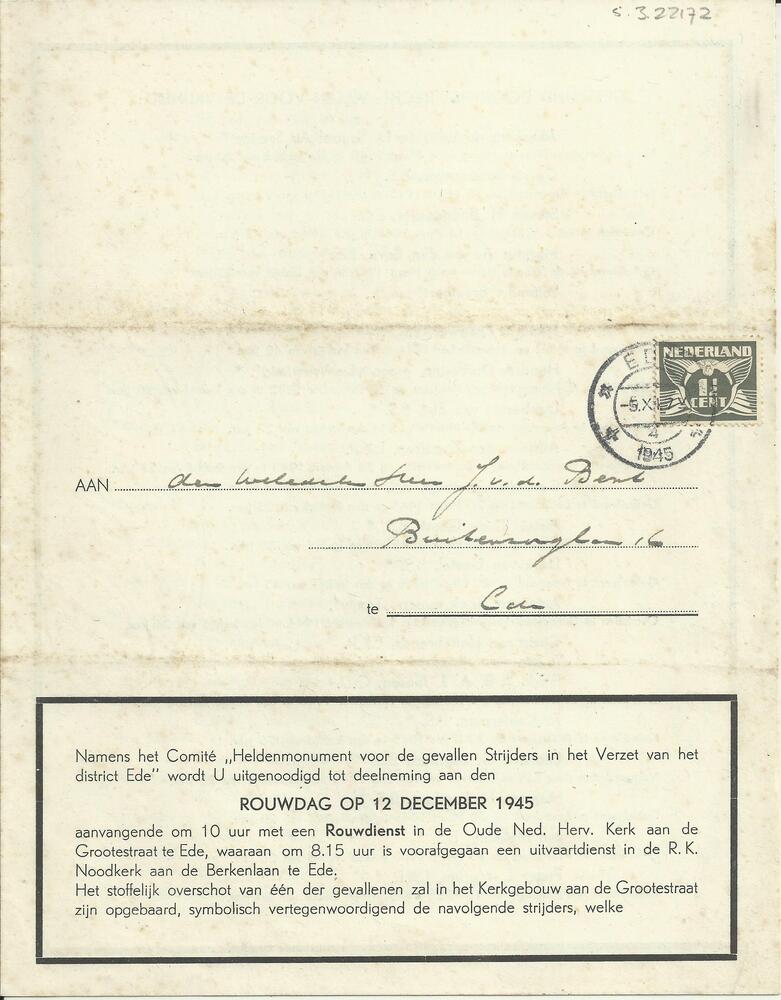 S.3.22172
EDE
NEDERLAND
1½
CENT
-5.XII.
4
1945
AAN den weledelen Heer J. v. d. Bent
Buitenzorglaan 16
te Ede
Namens het Comité „Heldenmonument voor de gevallen Strijders in het Verzet van het
district Ede" wordt U uitgenoodigd tot deelneming aan den
ROUWDAG OP 12 DECEMBER 1945
aanvangende om 10 uur met een Rouwdienst in de Oude Ned. Herv. Kerk aan de
Grootestraat te Ede, waaraan om 8.15 uur is voorafgegaan een uitvaartdienst in de R. K.
Noodkerk aan de Berkenlaan te Ede.
Het stoffelijk overschot van één der gevallenen zal in het Kerkgebouw aan de Grootestraat
zijn opgebaard, symbolisch vertegenwoordigend de navolgende strijders, welke